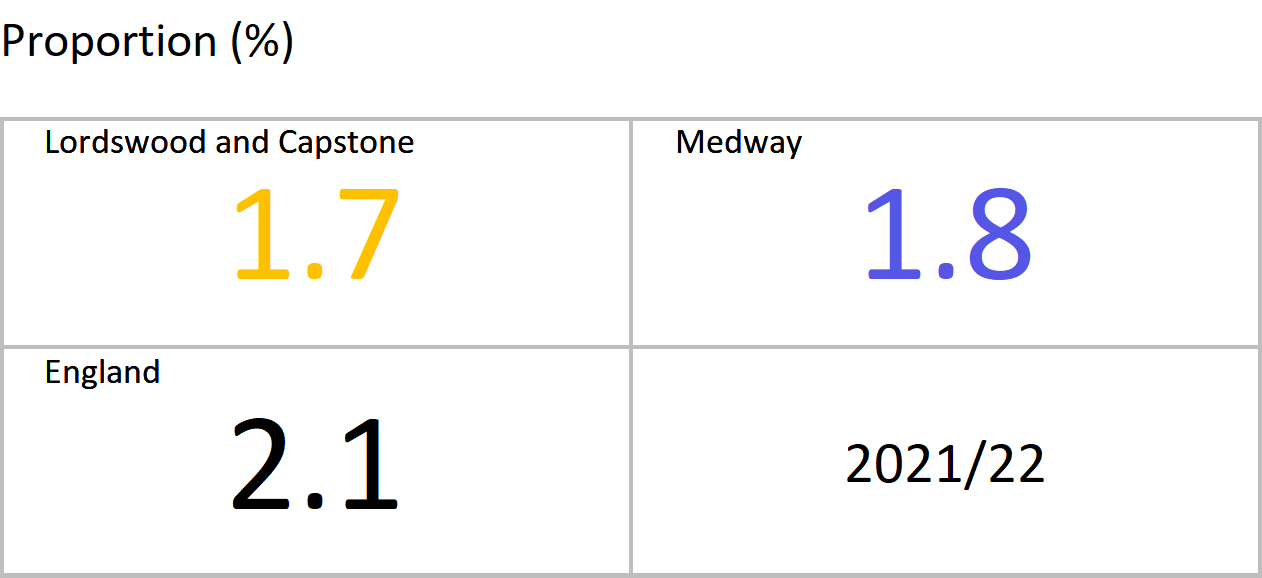 Proportion (%)
Lordswood and Capstone
1.7
Medway
1.8
England
2.1
2021/22